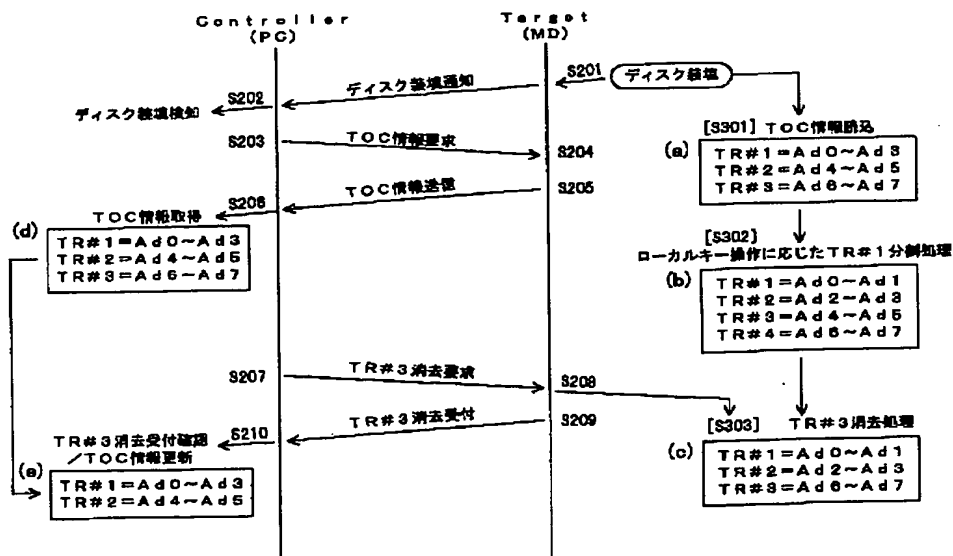 Controller
(PC)
Target
(MD)
S201
ディスク装填
ディスク装填通知
S202
ディスク装填検知
S203
TOC情報要求
S204
[S301] TOC情報読込
(a)
TR#1=Ad0～Ad3
TR#2=Ad4～Ad5
TR#3=Ad6～Ad7
TOC情報送信
S205
S206
TOC情報取得
(d)
TR#1=Ad0～Ad3
TR#2=Ad4～Ad5
TR#3=Ad6～Ad7
[S302]
ローカルキー操作に応じたTR#1分割処理
(b)
TR#1=Ad0～Ad1
TR#2=Ad2～Ad3
TR#3=Ad4～Ad5
TR#4=Ad6～Ad7
S207
TR#3消去要求
S208
TR#3消去受付
S209
S210
TR#3消去受付確認
/TOC情報更新
(e)
TR#1=Ad0～Ad3
TR#2=Ad4～Ad5
[S303] TR#3消去処理
(c)
TR#1=Ad0～Ad1
TR#2=Ad2～Ad3
TR#3=Ad6～Ad7